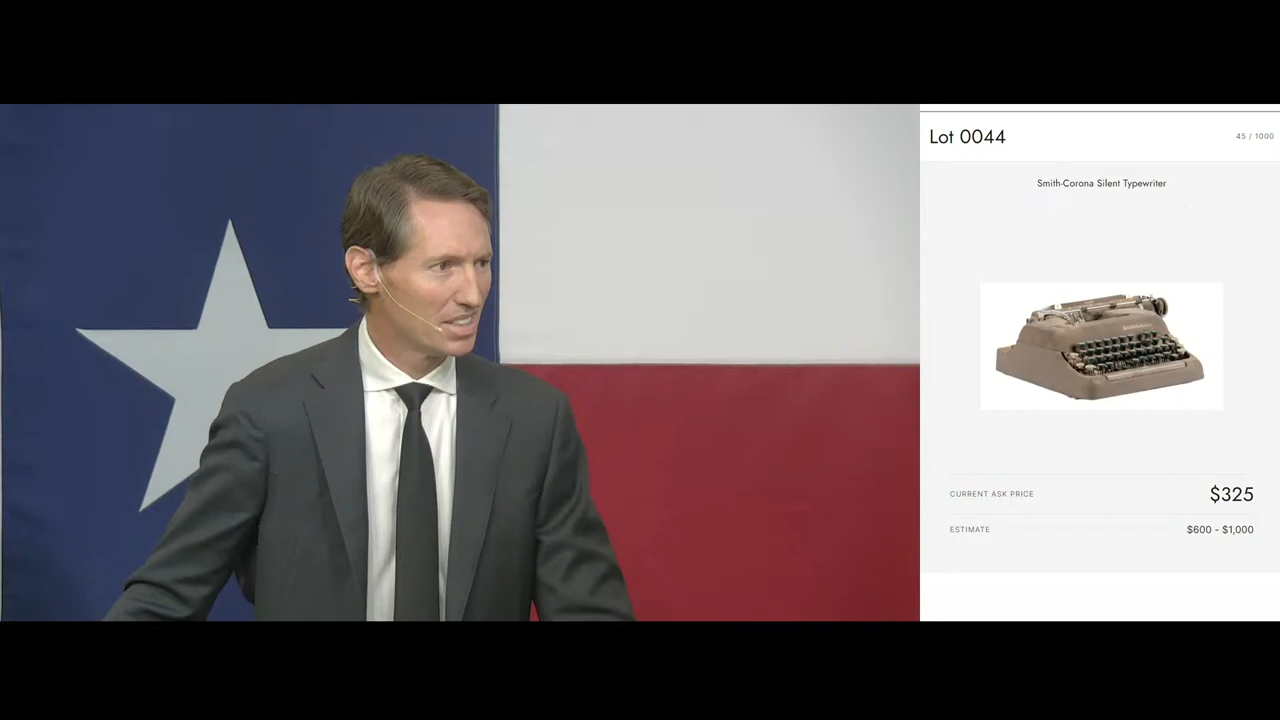 Lot 0044
45 / 1000
Smith-Corona Silent Typewriter
CURRENT ASK PRICE
$325
ESTIMATE
$600 - $1,000